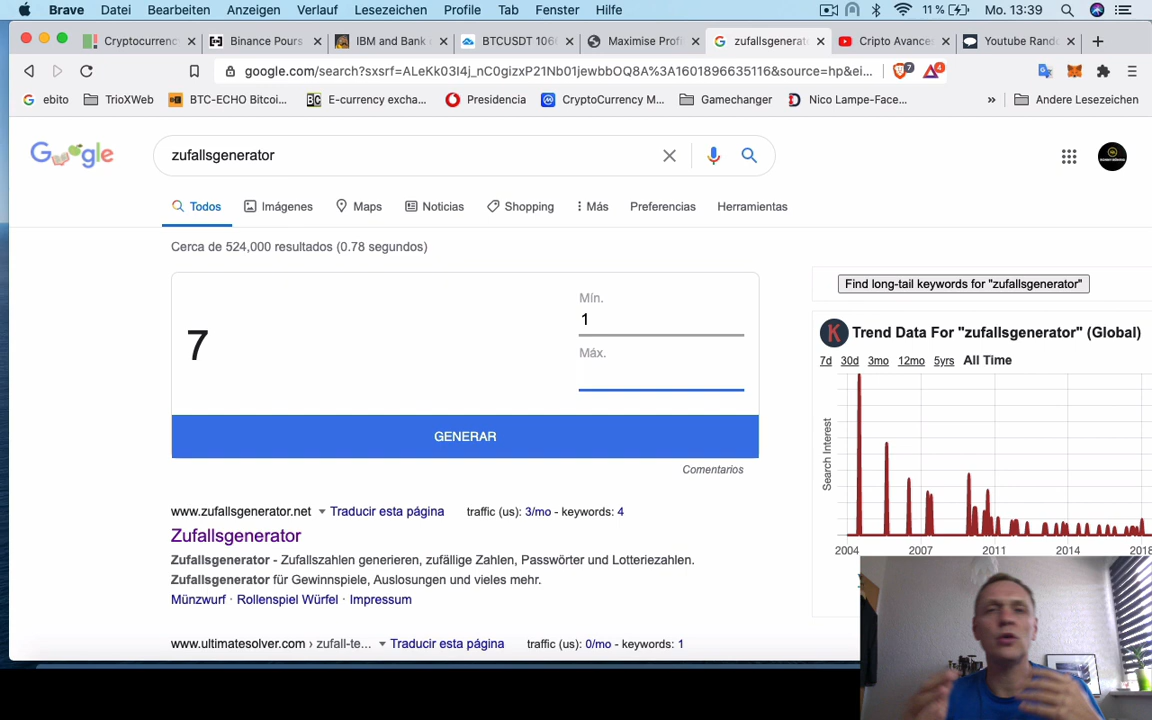 Brave Datei Bearbeiten Anzeigen Verlauf Lesezeichen Profile Tab Fenster Hilfe 11 % Mo. 13:39
Cryptocurrenc Binance Pours IBM and Bank BTCUSDT 106 Maximise Profi zufallsgenerat Cripto Avance Youtube Rand
google.com/search?sxsrf=ALeKk03I4j_nC0gizxP21Nb01jewbbOQ8A%3A1601896635116&source=hp&ei... 7 4
ebito TrioXWeb BTC-ECHO Bitcoi... E-currency excha... Presidencia CryptoCurrency M... Gamechanger Nico Lampe-Face... » Andere Lesezeichen
Google zufallsgenerator
Todos Imágenes Maps Noticias Shopping Más Preferencias Herramientas
Cerca de 524,000 resultados (0.78 segundos)
7
Mín.
1
Máx.
GENERAR
Comentarios
www.zufallsgenerator.net Traducir esta página traffic (us): 3/mo - keywords: 4
Zufallsgenerator
Zufallsgenerator - Zufallszahlen generieren, zufällige Zahlen, Passwörter und Lotteriezahlen.
Zufallsgenerator für Gewinnspiele, Auslosungen und vieles mehr.
Münzwurf · Rollenspiel Würfel · Impressum
www.ultimatesolver.com › zufall-te... Traducir esta página traffic (us): 0/mo - keywords: 1
Find long-tail keywords for "zufallsgenerator"
K Trend Data For "zufallsgenerator" (Global)
7d 30d 3mo 12mo 5yrs All Time
Search Interest
2004 2007 2011 2014 2018